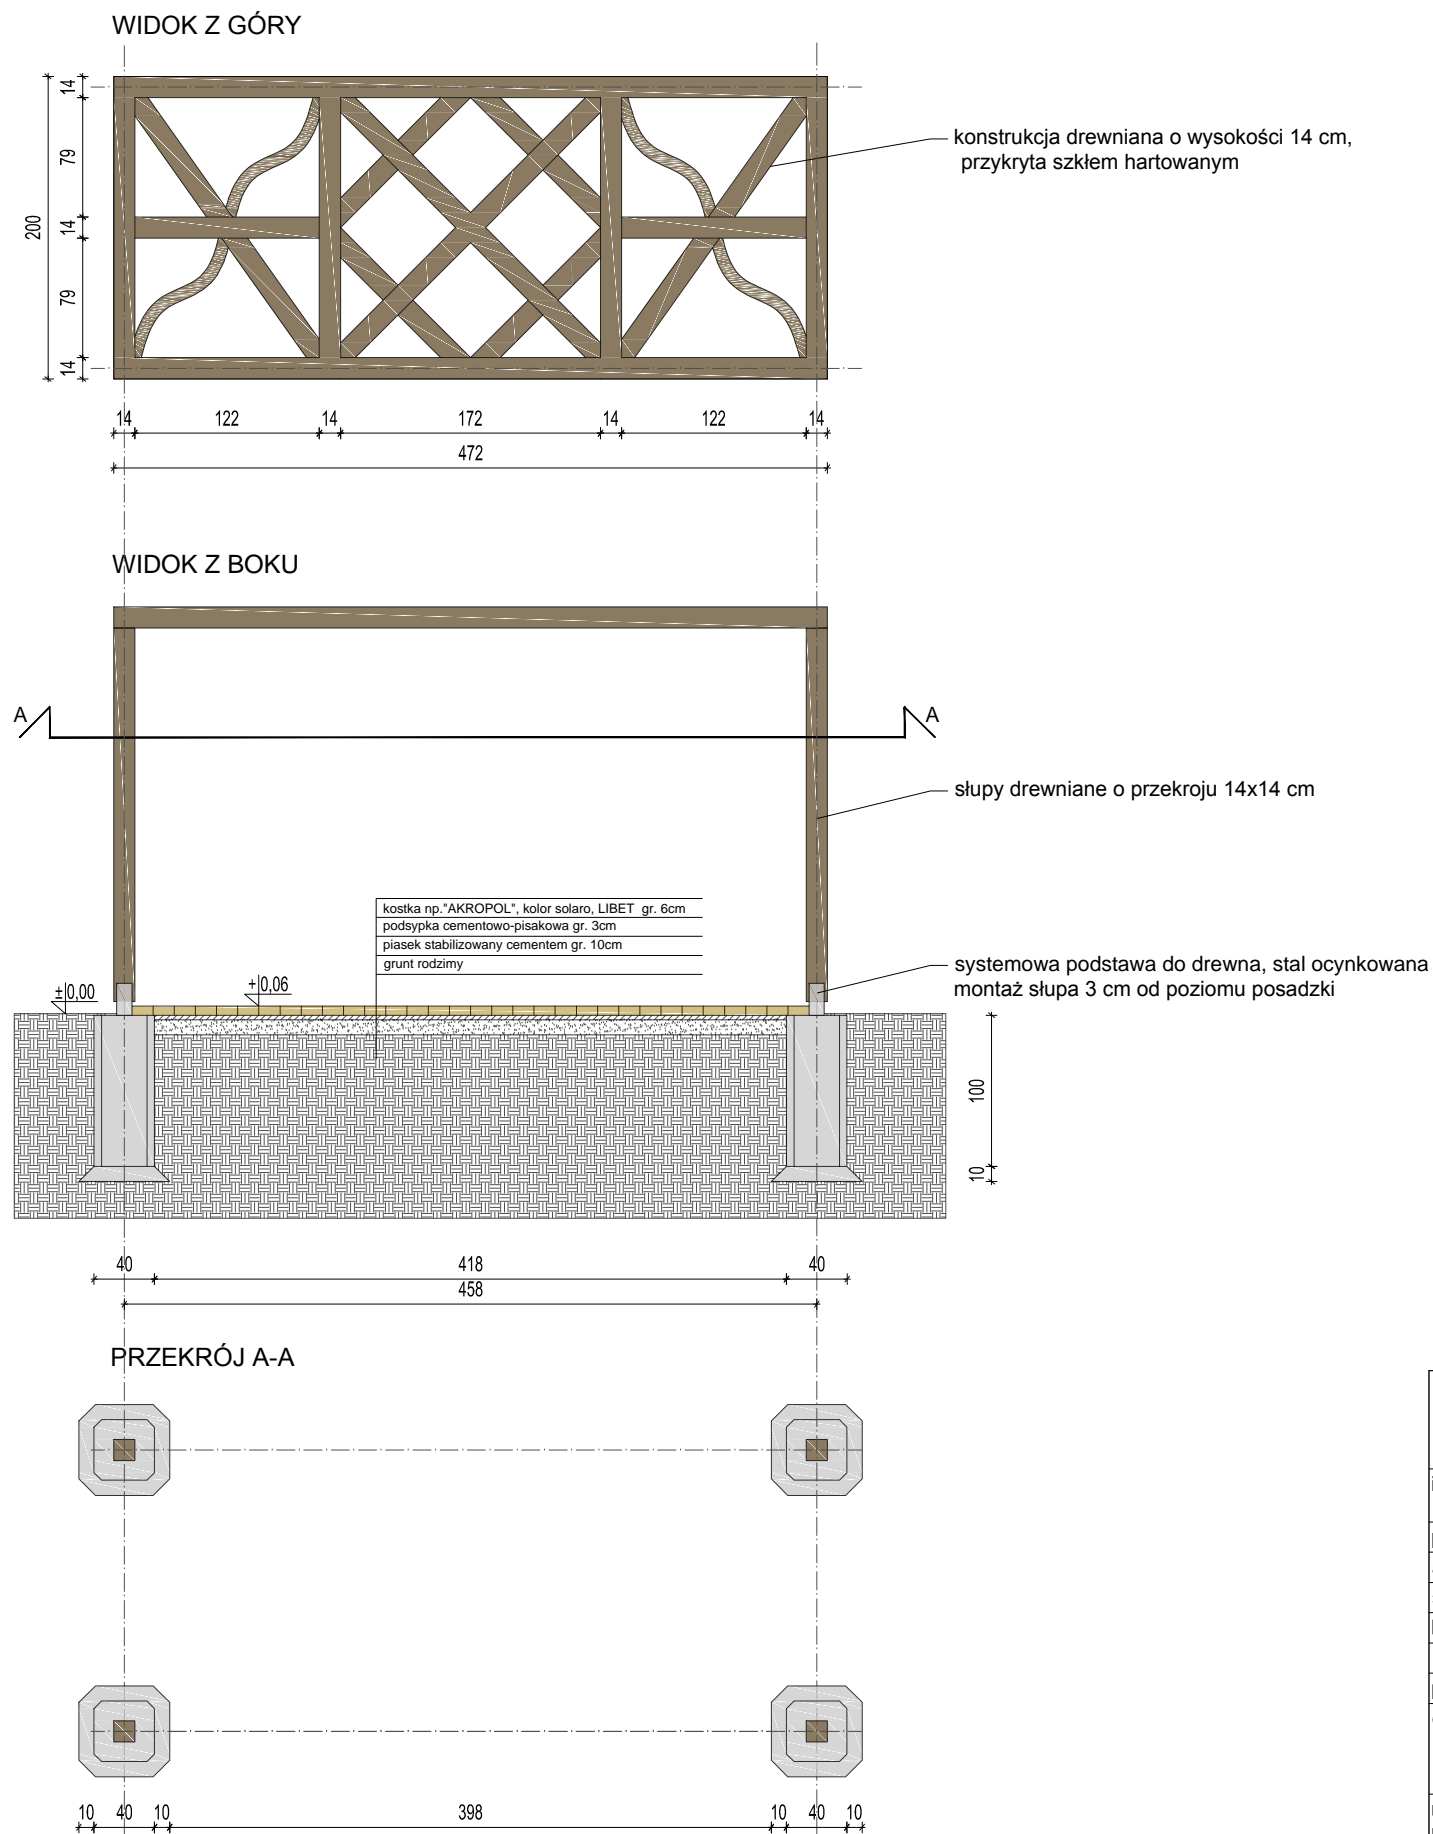 WIDOK Z GÓRY
14
79
14
79
14
200
konstrukcja drewniana o wysokości 14 cm,
przykryta szkłem hartowanym
14 122 14 172 14 122 14
472
WIDOK Z BOKU
A A
słupy drewniane o przekroju 14x14 cm
kostka np."AKROPOL", kolor solaro, LIBET gr. 6cm
podsypka cementowo-pisakowa gr. 3cm
piasek stabilizowany cementem gr. 10cm
grunt rodzimy
systemowa podstawa do drewna, stal ocynkowana
montaż słupa 3 cm od poziomu posadzki
±0,00
+0,06
100
10
40 418 40
458
PRZEKRÓJ A-A
10 40 10 398 10 40 10